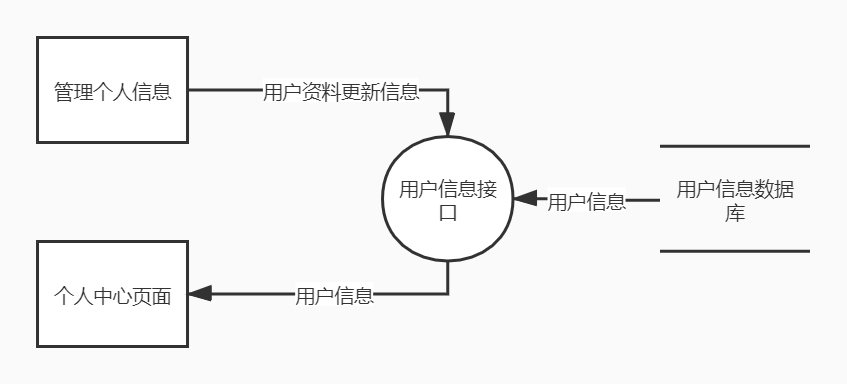 管理个人信息
用户资料更新信息
用户信息接
口
用户信息
用户信息数据
库
个人中心页面
用户信息